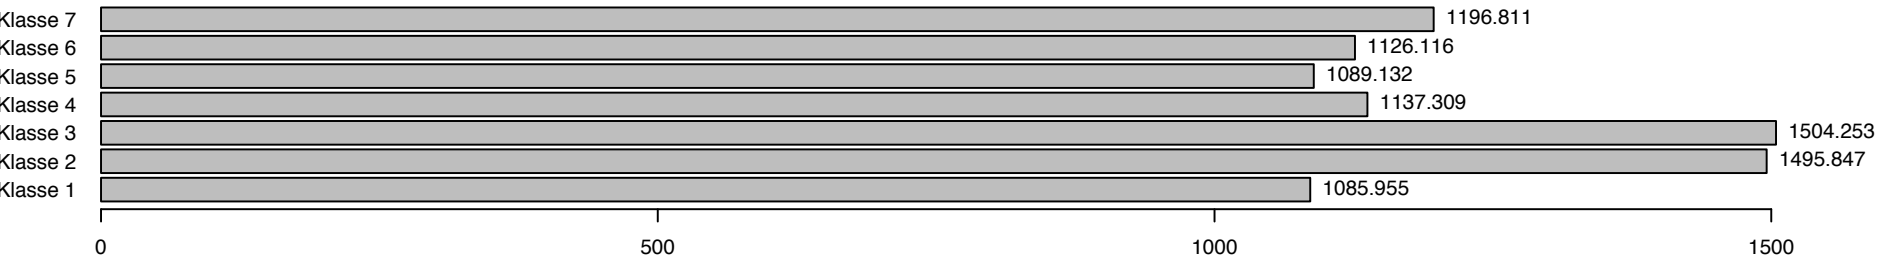 Klasse 7 1196.811
Klasse 6 1126.116
Klasse 5 1089.132
Klasse 4 1137.309
Klasse 3 1504.253
Klasse 2 1495.847
Klasse 1 1085.955
0 500 1000 1500